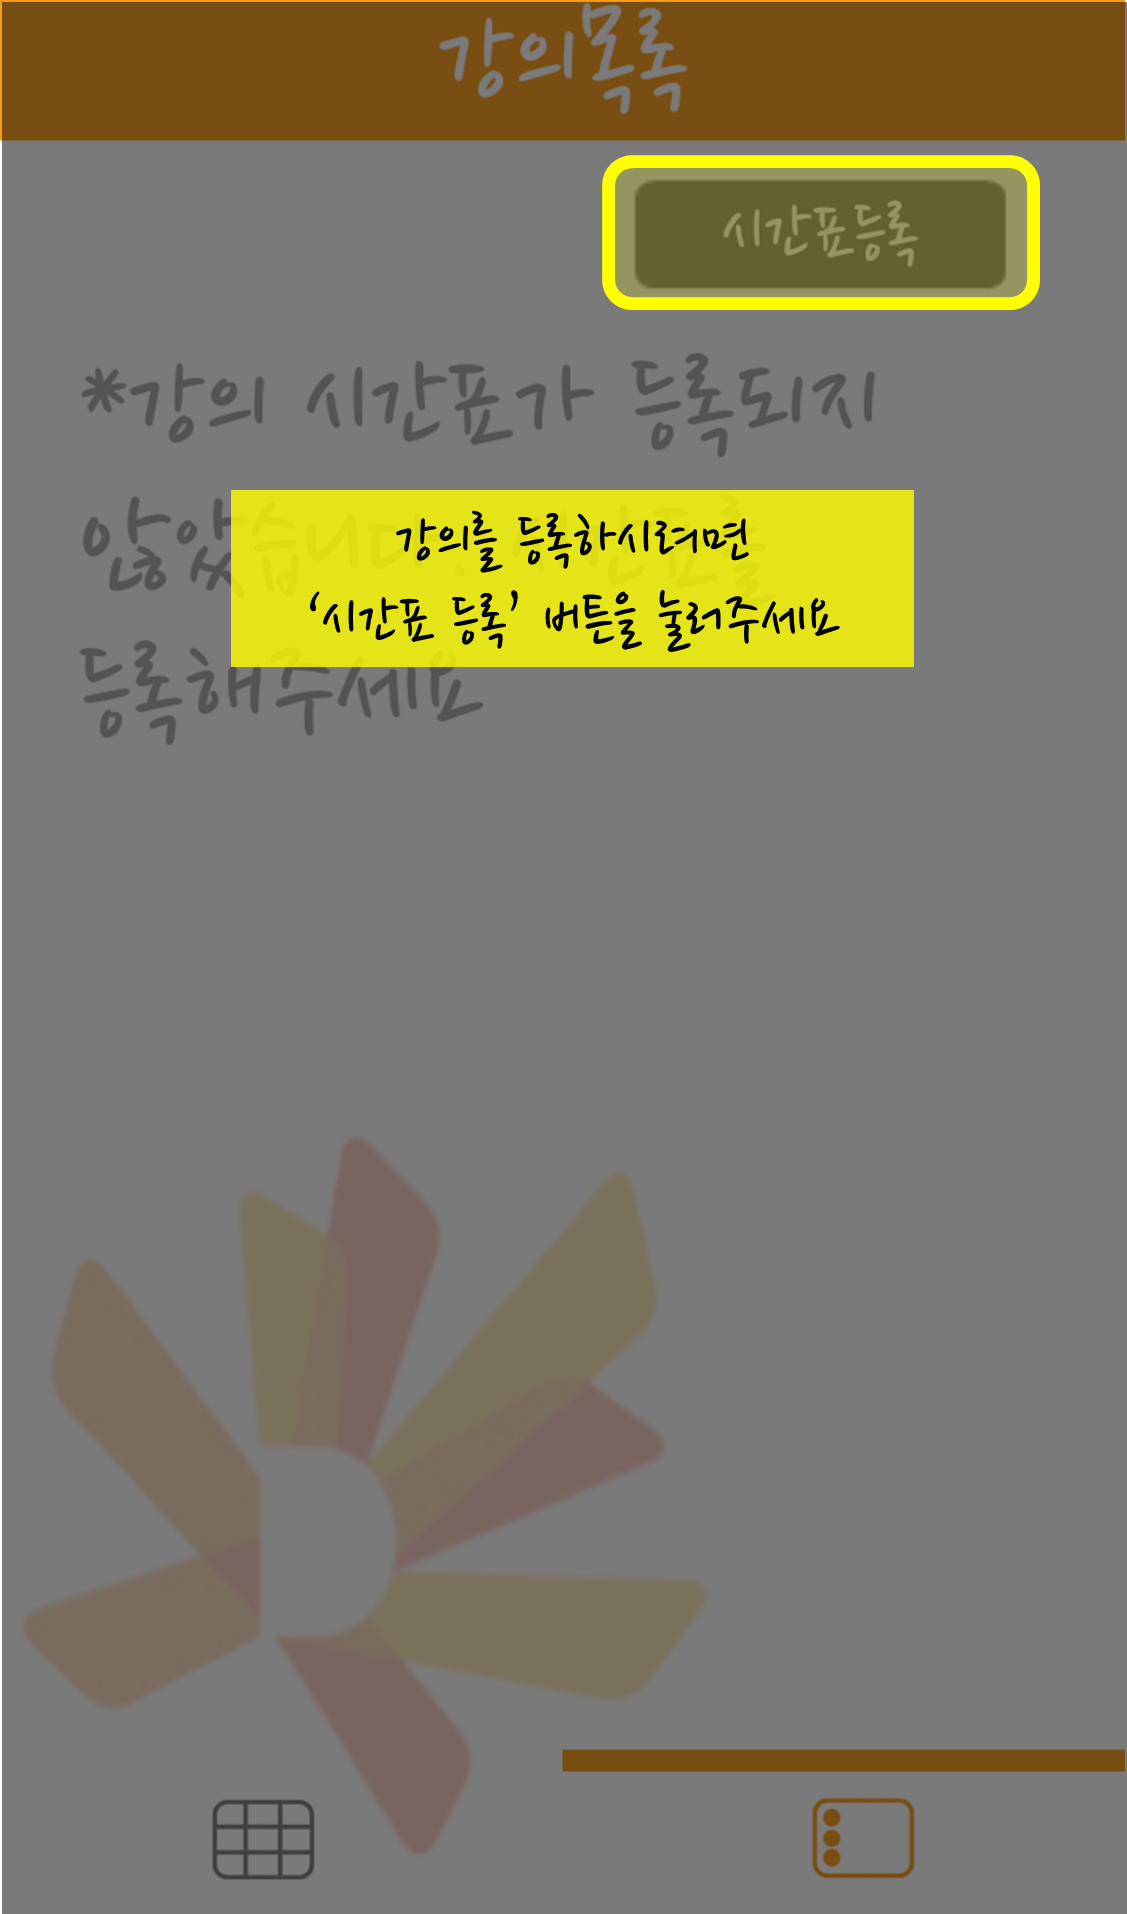 강의목록
시간표등록
*강의 시간표가 등록되지
않았습니다. 시간표를
강의를 등록하시려면
‘시간표 등록’ 버튼을 눌러주세요
등록해주세요